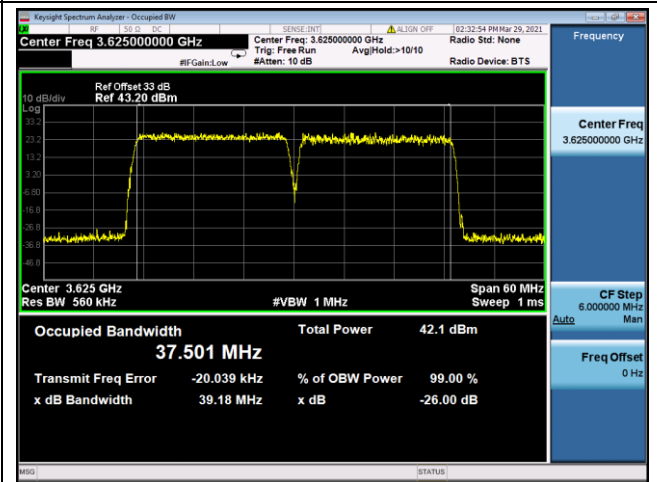 Keysight Spectrum Analyzer - Occupied BW
RF 50 Ω DC SENSE:INT ALIGN OFF 02:32:54 PM Mar 29, 2021
Center Freq 3.625000000 GHz
Center Freq: 3.625000000 GHz
Radio Std: None
Trig: Free Run Avg|Hold:>10/10
#IFGain:Low #Atten: 10 dB Radio Device: BTS
Ref Offset 33 dB
10 dB/div Ref 43.20 dBm
Log
33.2
23.2
13.2
3.20
-6.80
-16.8
-26.8
-36.8
-46.8
Center 3.625 GHz Span 60 MHz
Res BW 560 kHz #VBW 1 MHz Sweep 1 ms
Occupied Bandwidth Total Power 42.1 dBm
37.501 MHz
Transmit Freq Error -20.039 kHz % of OBW Power 99.00 %
x dB Bandwidth 39.18 MHz x dB -26.00 dB
MSG STATUS
Frequency
Center Freq
3.625000000 GHz
CF Step
6.000000 MHz
Auto Man
Freq Offset
0 Hz